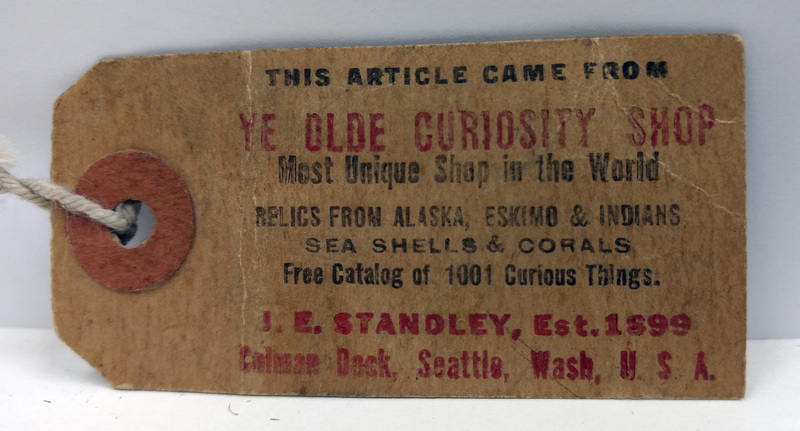 THIS ARTICLE CAME FROM
YE OLDE CURIOSITY SHOP
Most Unique Shop in the World
RELICS FROM ALASKA, ESKIMO & INDIANS
SEA SHELLS & CORALS
Free Catalog of 1001 Curious Things.
J. E. STANDLEY, Est. 1899
Colman Dock, Seattle, Wash, U. S. A.